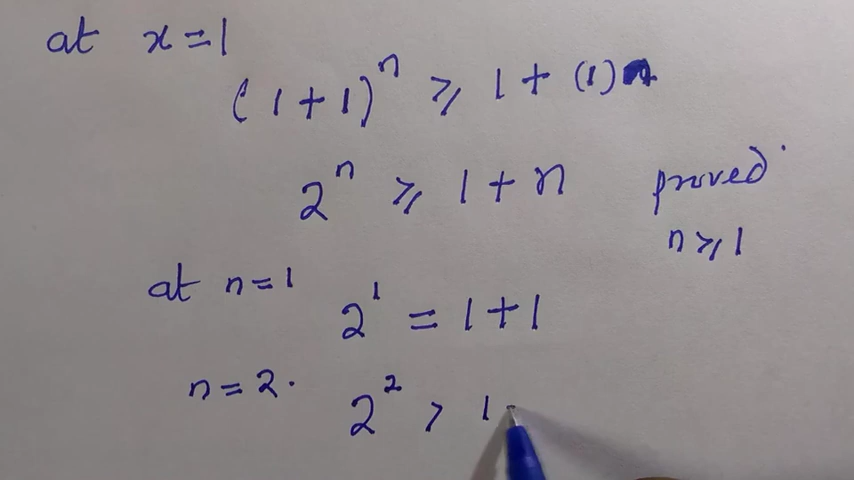 at x = 1
(1 + 1)^n ⩾ 1 + (1)n
2^n ⩾ 1 + n proved
n ⩾ 1
at n = 1 2^1 = 1 + 1
n = 2. 2^2 > 1